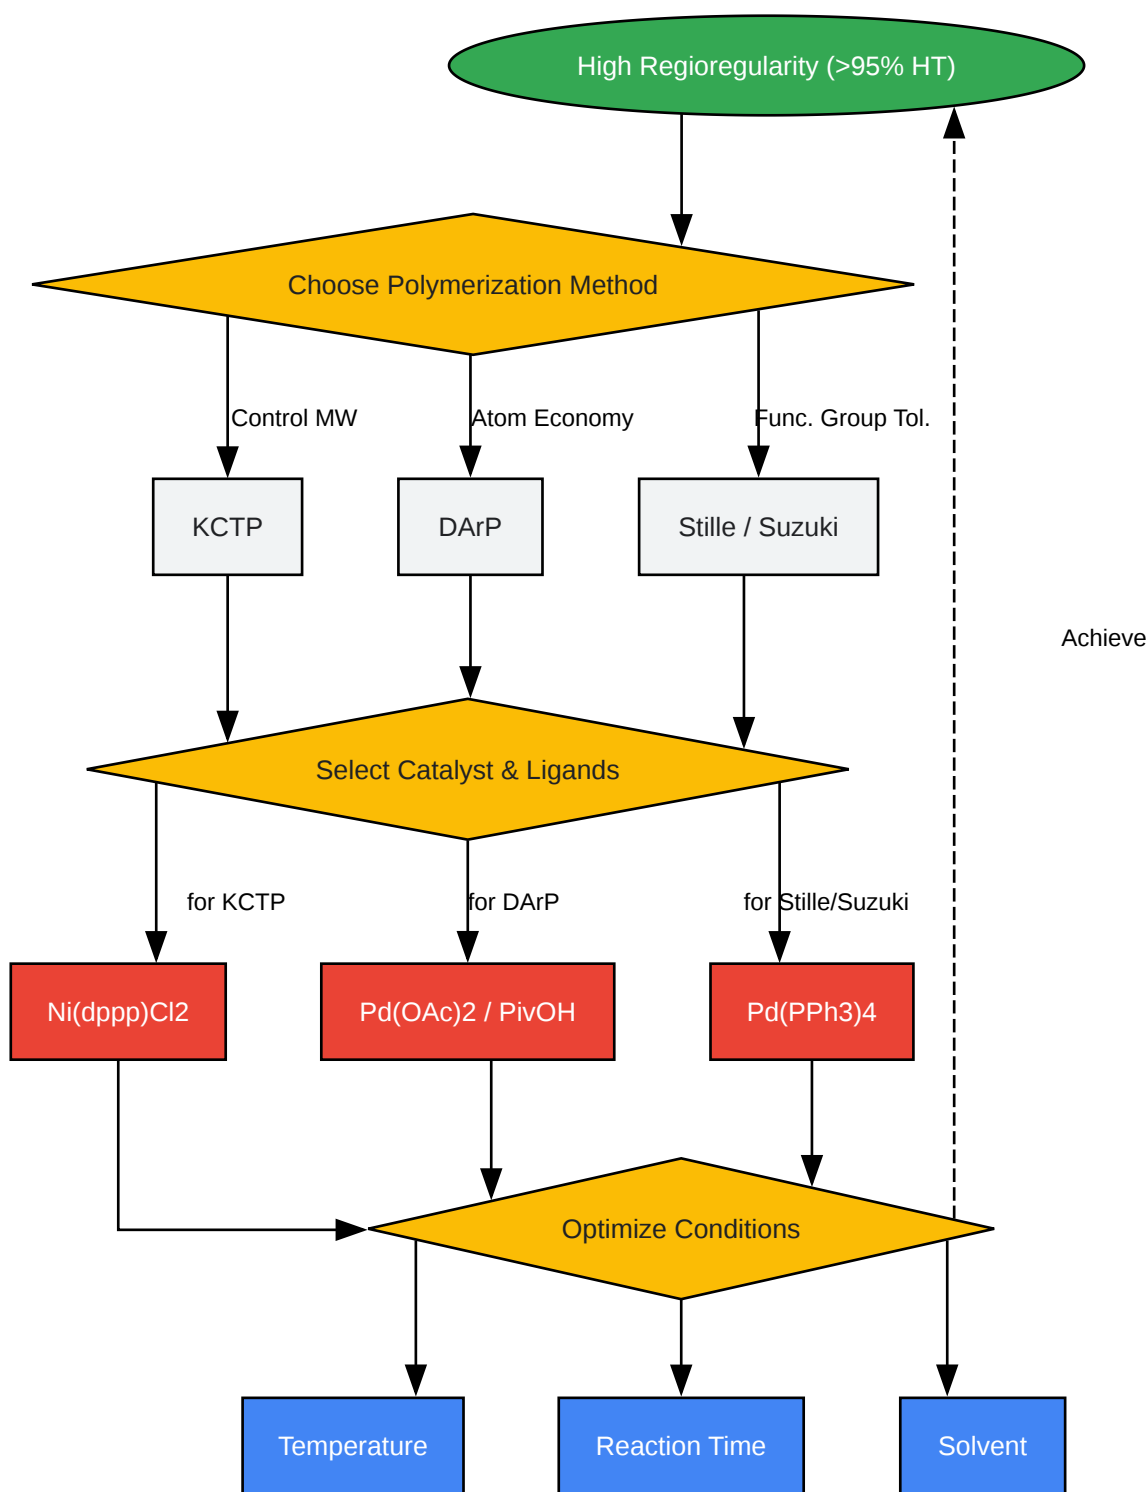 High Regioregularity (>95% HT)
Choose Polymerization Method
Control MW
Atom Economy
Func. Group Tol.
KCTP
DArP
Stille / Suzuki
Achieve
Select Catalyst & Ligands
for KCTP
for DArP
for Stille/Suzuki
Ni(dppp)Cl2
Pd(OAc)2 / PivOH
Pd(PPh3)4
Optimize Conditions
Temperature
Reaction Time
Solvent